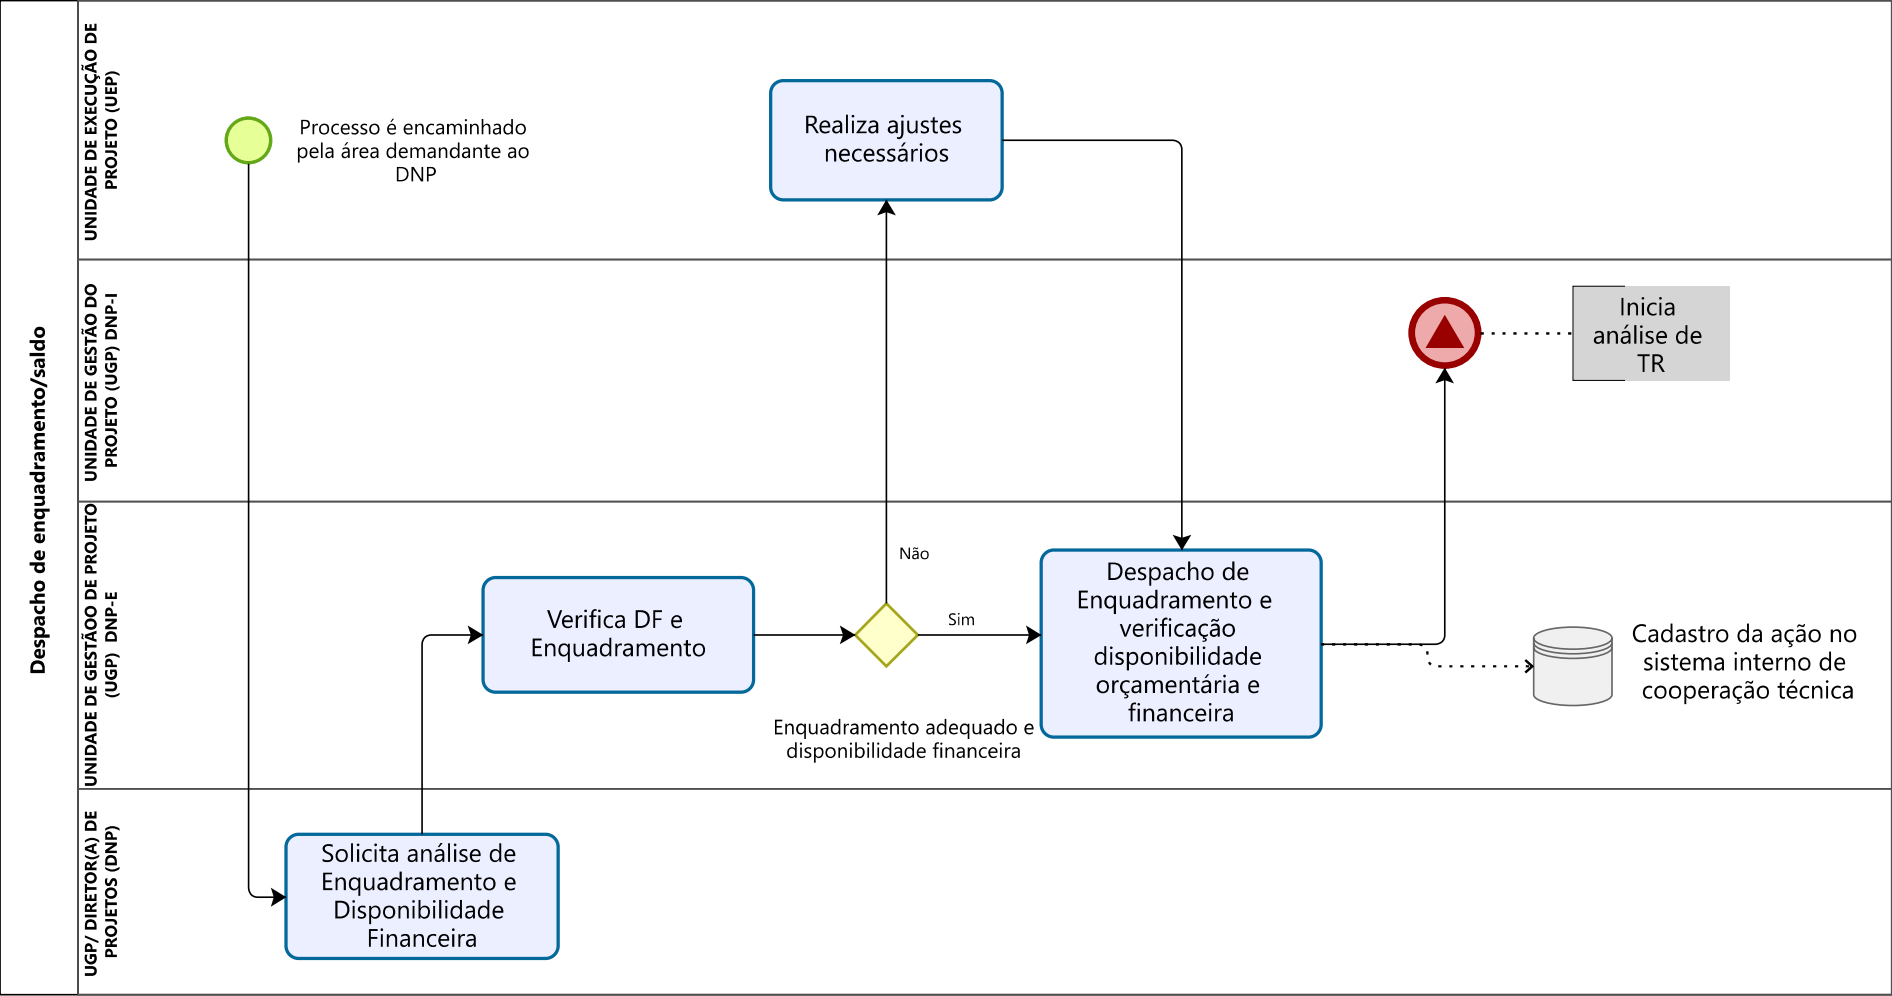 Despacho de enquadramento/saldo
UNIDADE DE EXECUÇÃO DE
PROJETO (UEP)
Processo é encaminhado
pela área demandante ao
DNP
Realiza ajustes
necessários
UNIDADE DE GESTÃO DO
PROJETO (UGP) DNP-I
Inicia
análise de
TR
UNIDADE DE GESTÃOO DE PROJETO
(UGP) DNP-E
Verifica DF e
Enquadramento
Não
Sim
Enquadramento adequado e
disponibilidade financeira
Despacho de
Enquadramento e
verificação
disponibilidade
orçamentária e
financeira
Cadastro da ação no
sistema interno de
cooperação técnica
UGP/ DIRETOR(A) DE
PROJETOS (DNP)
Solicita análise de
Enquadramento e
Disponibilidade
Financeira